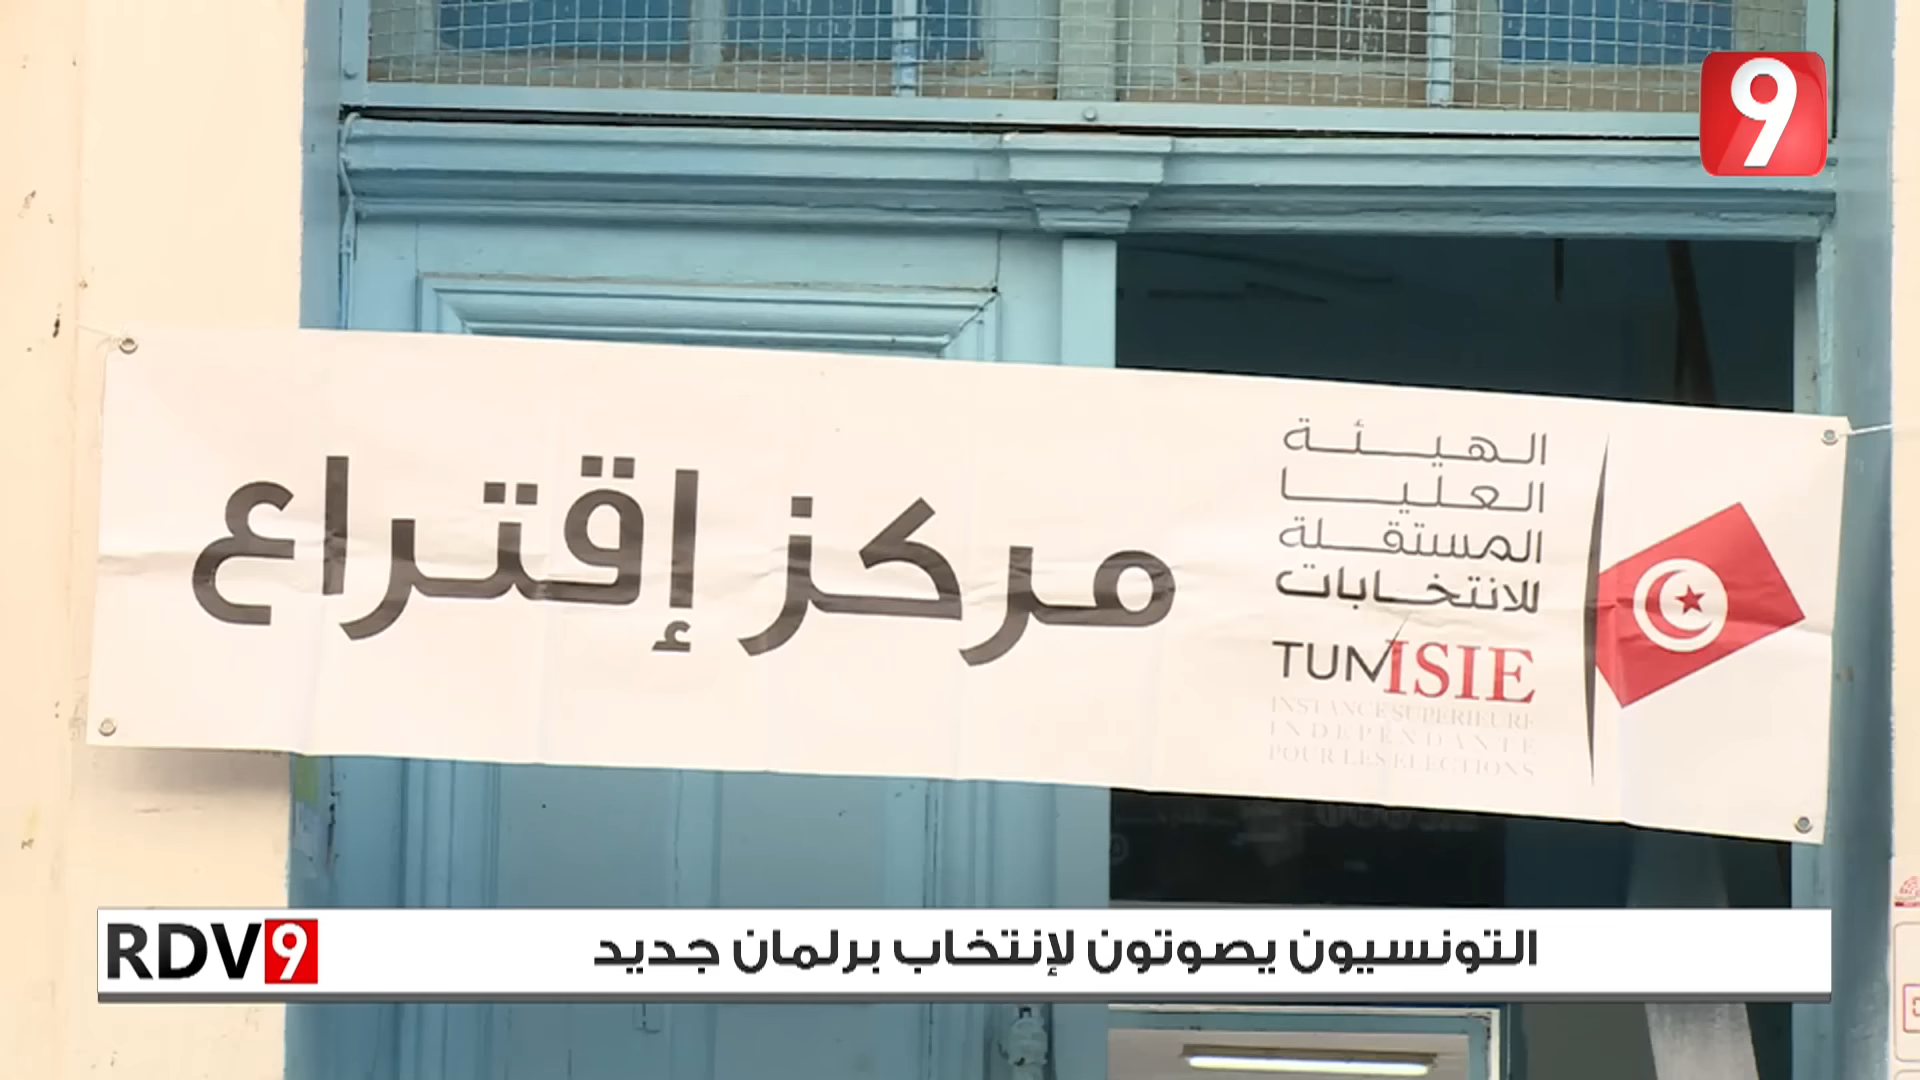 9
مركز إقتراع
الهيئة
العليا
المستقلة
للانتخابات
TUNISIE
INSTANCE SUPERIEURE
INDEPENDANTE
POUR LES ELECTIONS
RDV9
التونسيون يصوتون لإنتخاب برلمان جديد